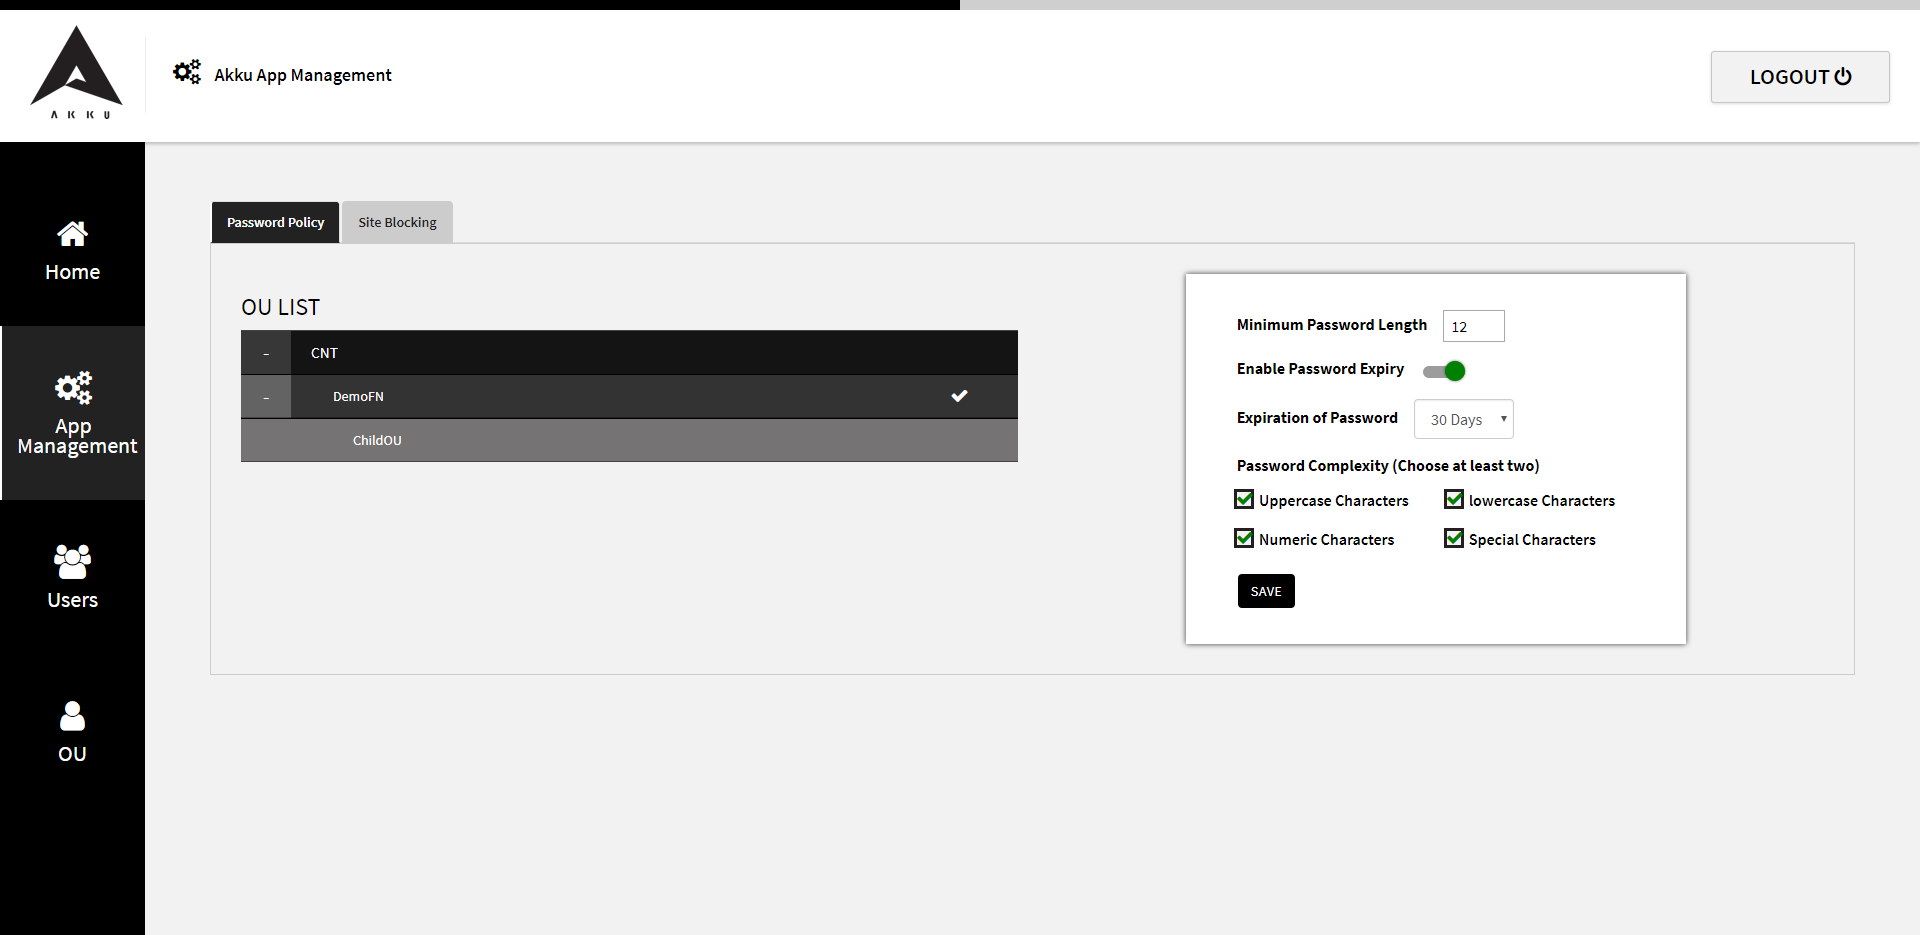 AKKU
Akku App Management
LOGOUT
Home
App
Management
Users
OU
Password Policy
Site Blocking
OU LIST
- CNT
- DemoFN
ChildOU
Minimum Password Length 12
Enable Password Expiry
Expiration of Password 30 Days
Password Complexity (Choose at least two)
Uppercase Characters lowercase Characters
Numeric Characters Special Characters
SAVE